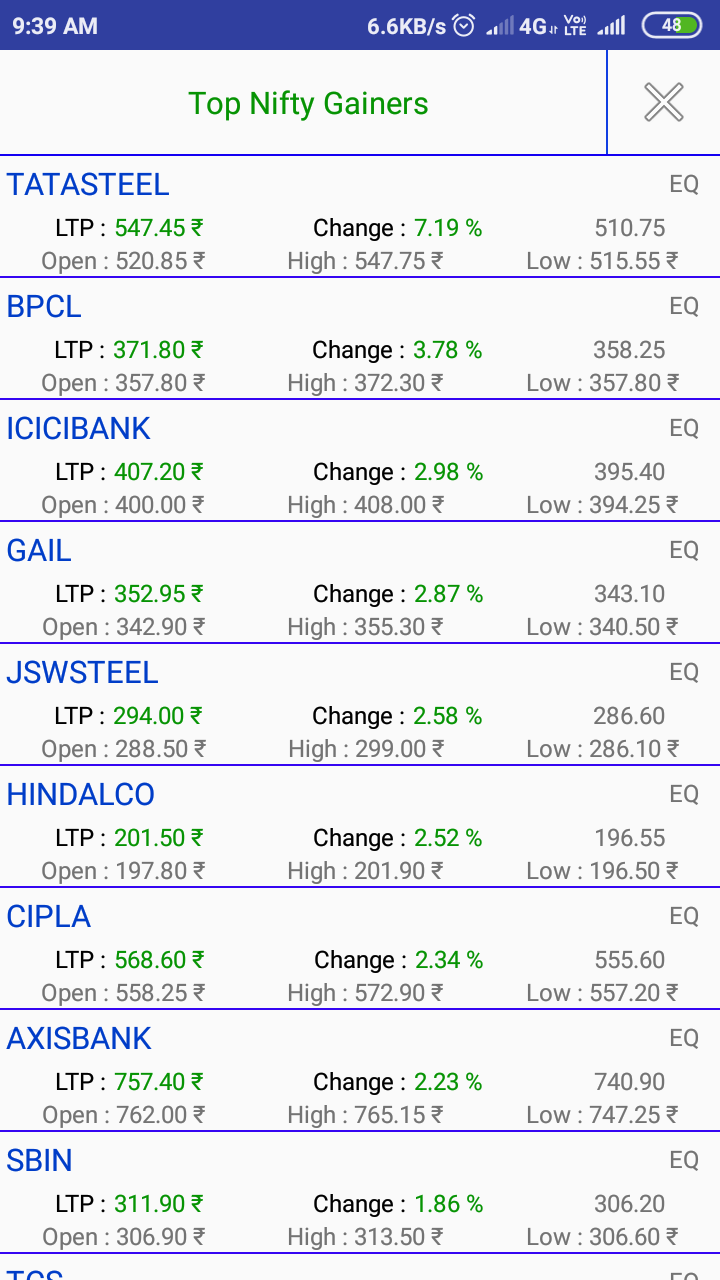 9:39 AM 6.6KB/s 4G Vo) LTE 48
Top Nifty Gainers
TATASTEEL EQ
LTP : 547.45 ₹ Change : 7.19 % 510.75
Open : 520.85 ₹ High : 547.75 ₹ Low : 515.55 ₹
BPCL EQ
LTP : 371.80 ₹ Change : 3.78 % 358.25
Open : 357.80 ₹ High : 372.30 ₹ Low : 357.80 ₹
ICICIBANK EQ
LTP : 407.20 ₹ Change : 2.98 % 395.40
Open : 400.00 ₹ High : 408.00 ₹ Low : 394.25 ₹
GAIL EQ
LTP : 352.95 ₹ Change : 2.87 % 343.10
Open : 342.90 ₹ High : 355.30 ₹ Low : 340.50 ₹
JSWSTEEL EQ
LTP : 294.00 ₹ Change : 2.58 % 286.60
Open : 288.50 ₹ High : 299.00 ₹ Low : 286.10 ₹
HINDALCO EQ
LTP : 201.50 ₹ Change : 2.52 % 196.55
Open : 197.80 ₹ High : 201.90 ₹ Low : 196.50 ₹
CIPLA EQ
LTP : 568.60 ₹ Change : 2.34 % 555.60
Open : 558.25 ₹ High : 572.90 ₹ Low : 557.20 ₹
AXISBANK EQ
LTP : 757.40 ₹ Change : 2.23 % 740.90
Open : 762.00 ₹ High : 765.15 ₹ Low : 747.25 ₹
SBIN EQ
LTP : 311.90 ₹ Change : 1.86 % 306.20
Open : 306.90 ₹ High : 313.50 ₹ Low : 306.60 ₹
TCS EQ